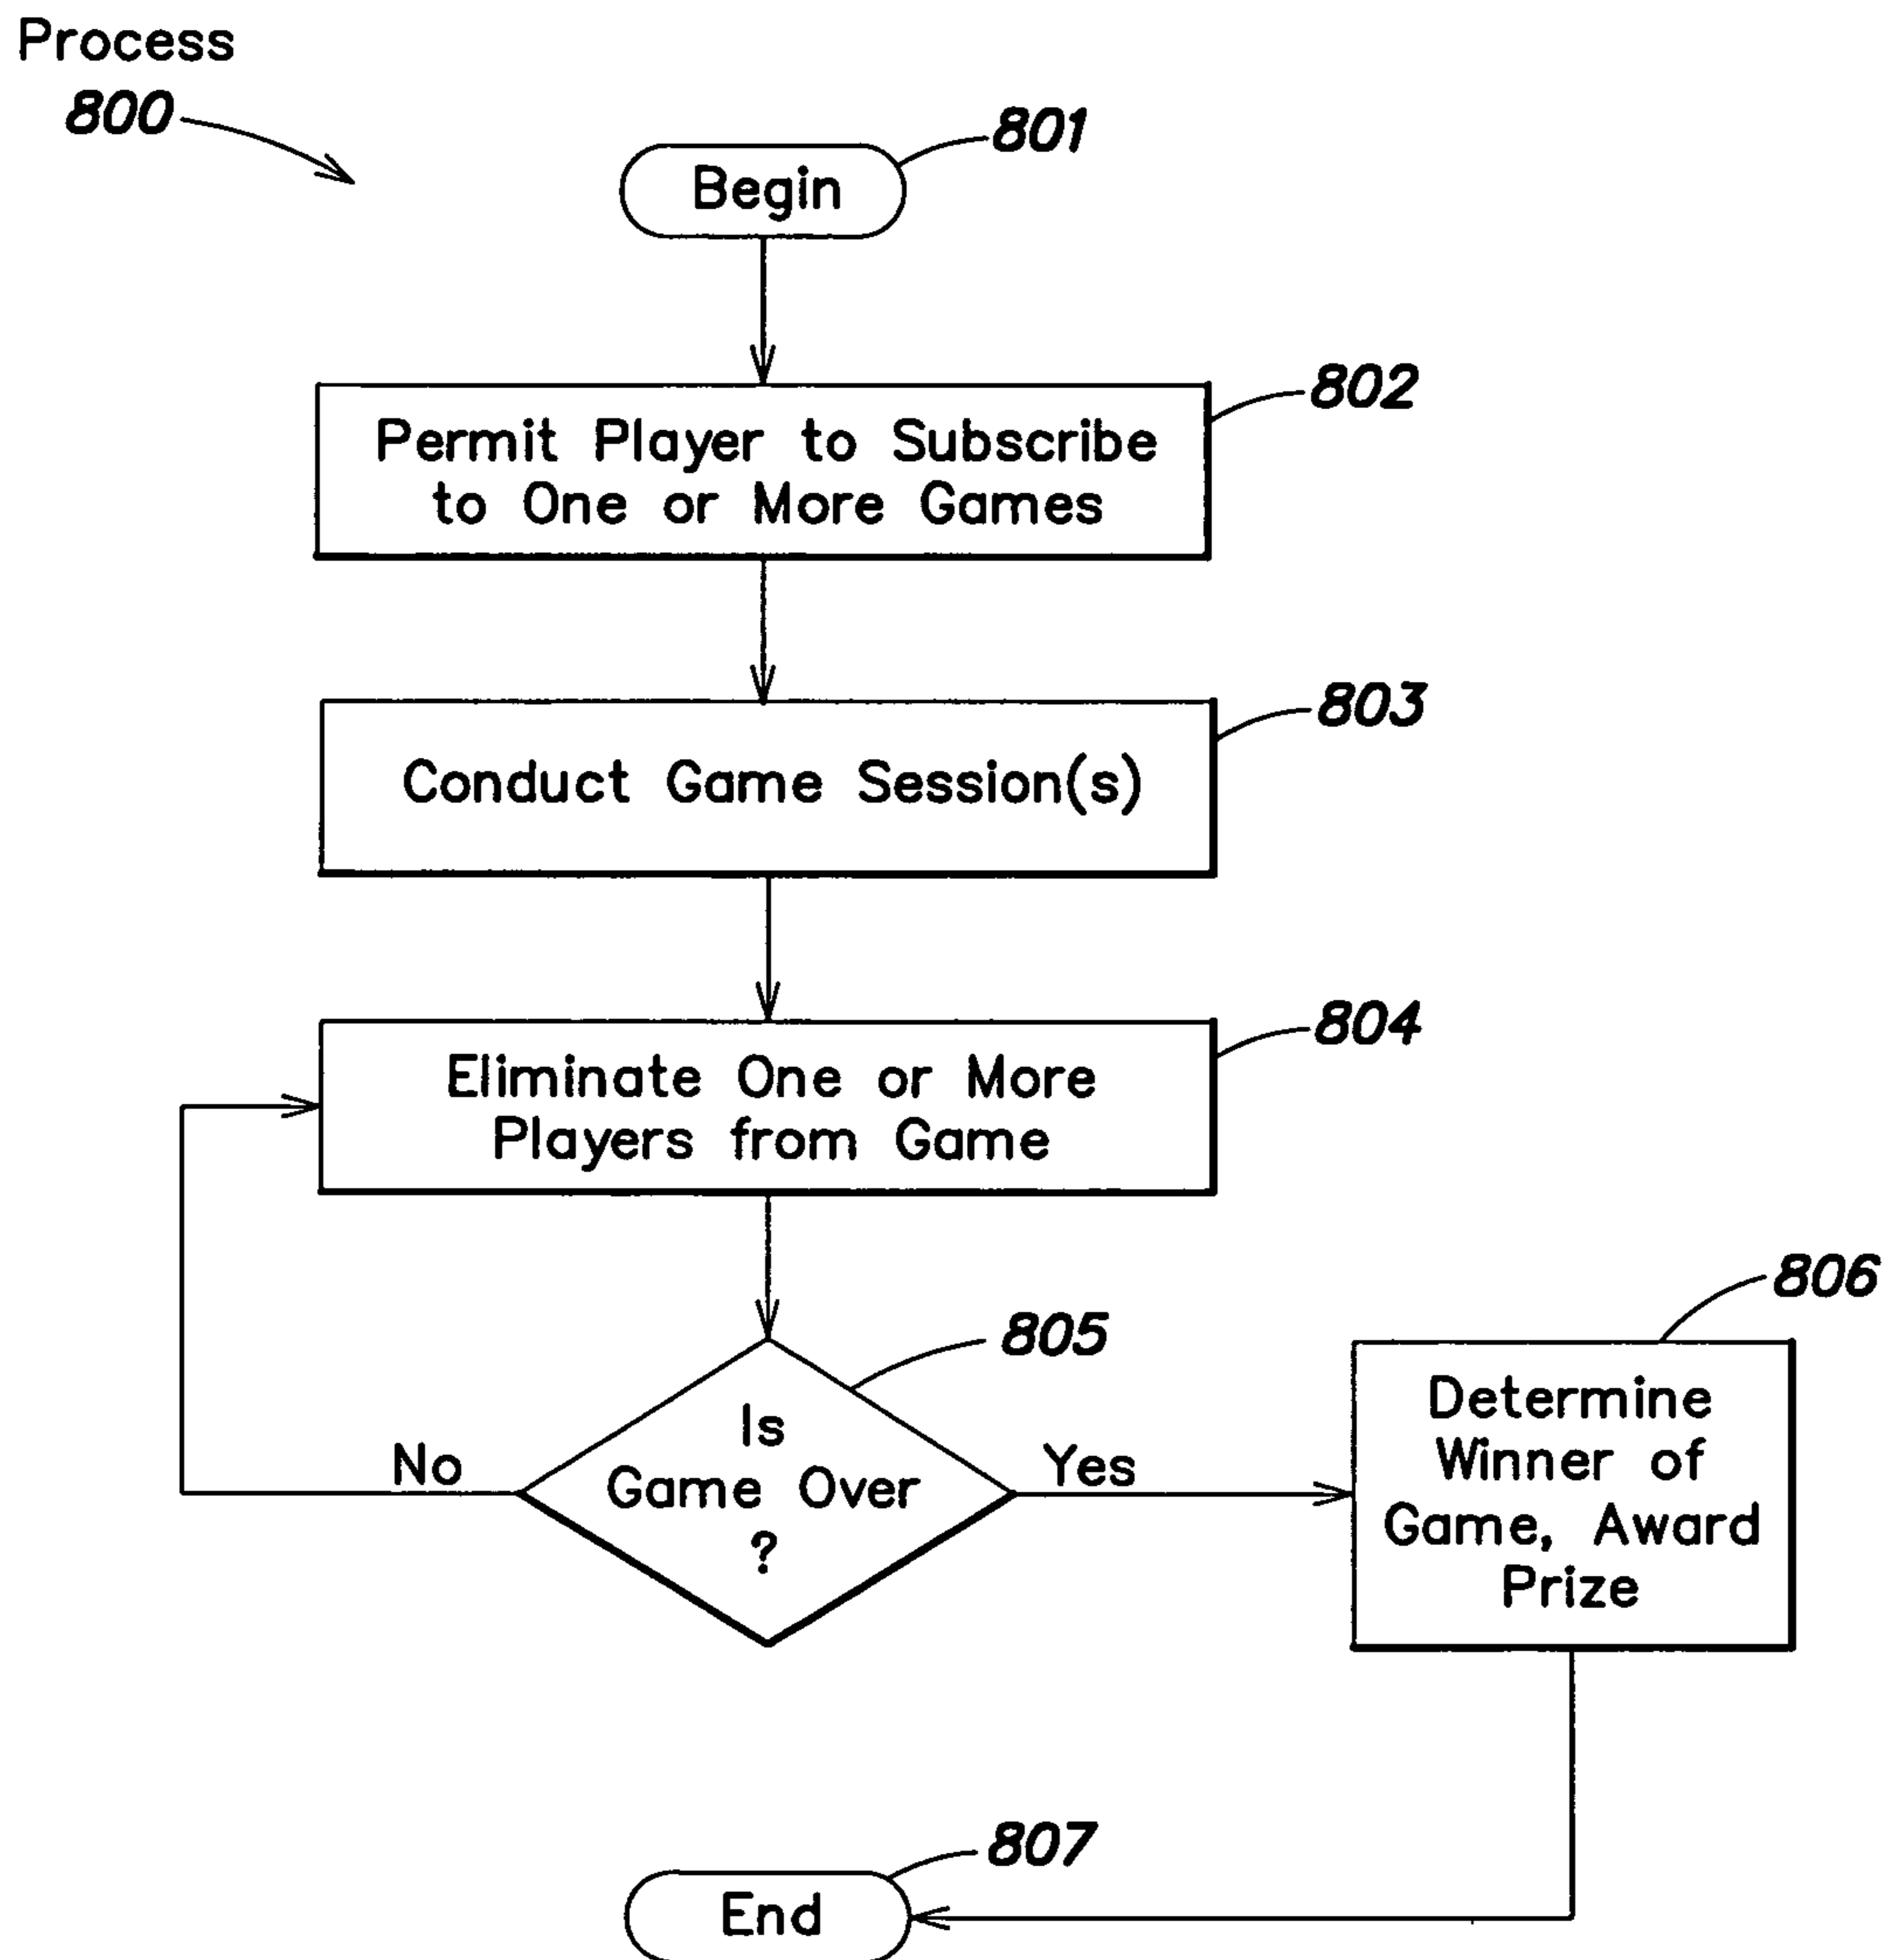 Process
800
801
Begin
802
Permit Player to Subscribe
to One or More Games
803
Conduct Game Session(s)
804
Eliminate One or More
Players from Game
805
Is
Game Over
?
No
Yes
806
Determine
Winner of
Game, Award
Prize
807
End